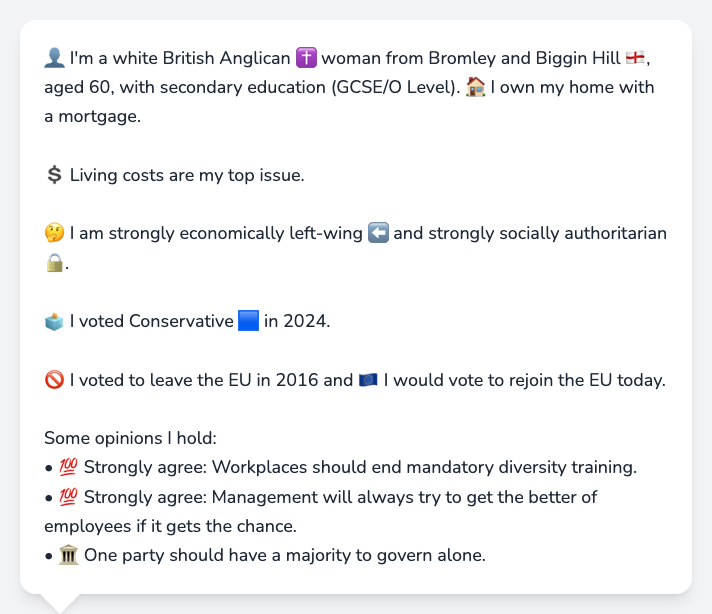 👤 I'm a white British Anglican ✝️ woman from Bromley and Biggin Hill 🏴󠁧󠁢󠁥󠁮󠁧󠁿,
aged 60, with secondary education (GCSE/O Level). 🏠 I own my home with
a mortgage.
💲 Living costs are my top issue.
🤔 I am strongly economically left-wing ⬅️ and strongly socially authoritarian
🔒.
🗳️ I voted Conservative 🟦 in 2024.
🚫 I voted to leave the EU in 2016 and 🇪🇺 I would vote to rejoin the EU today.
Some opinions I hold:
• 💯 Strongly agree: Workplaces should end mandatory diversity training.
• 💯 Strongly agree: Management will always try to get the better of
employees if it gets the chance.
• 🏛️ One party should have a majority to govern alone.